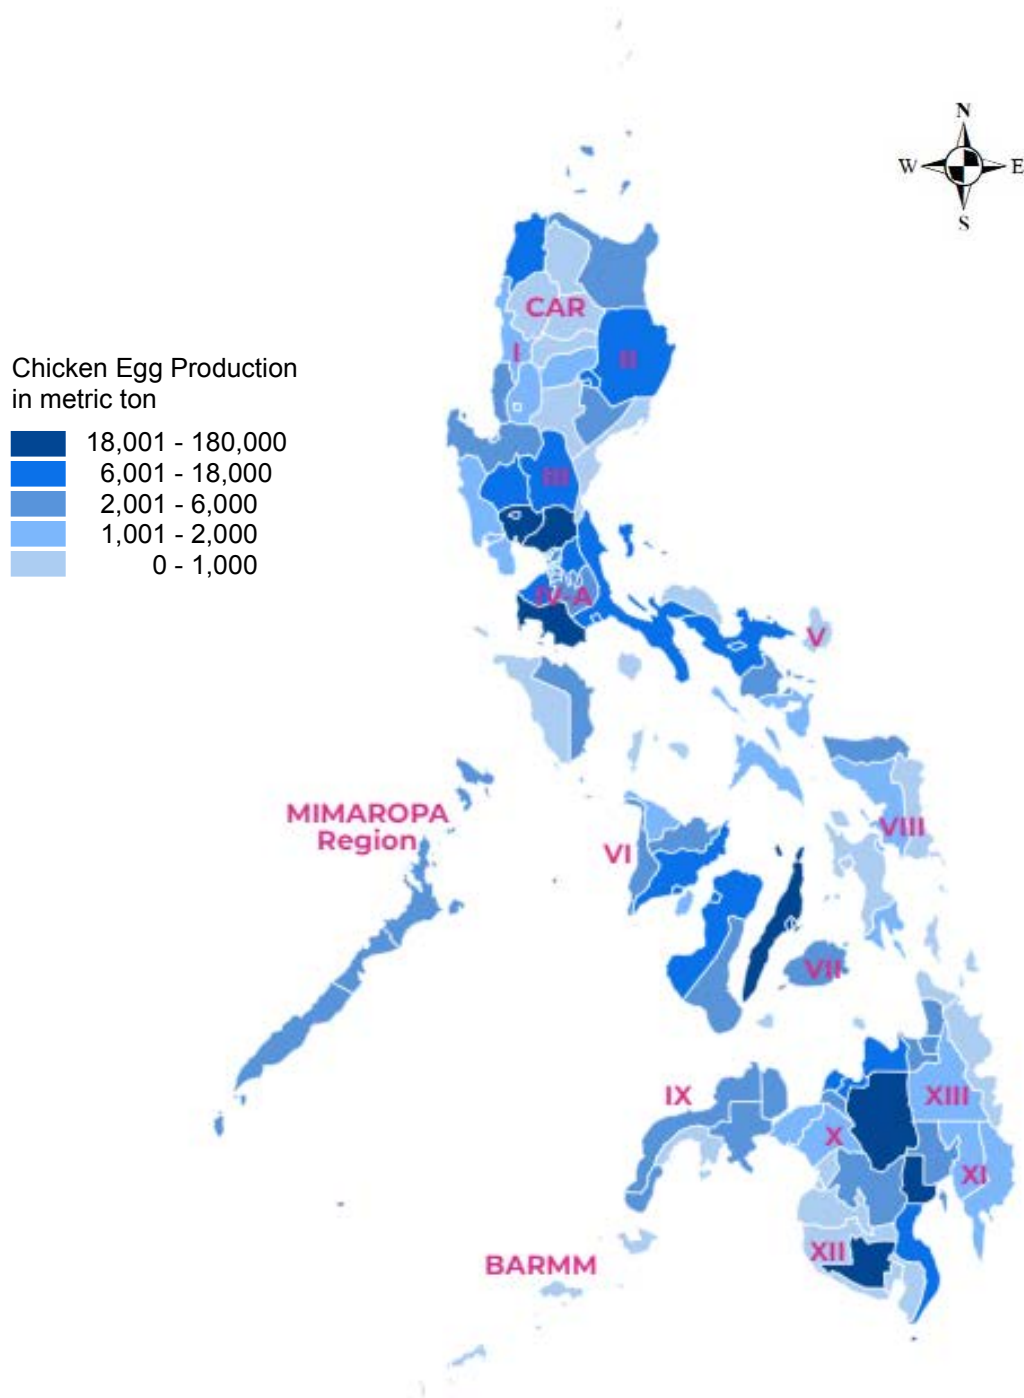 N
W E
S
CAR
I
II
Chicken Egg Production
in metric ton
18,001 - 180,000
6,001 - 18,000
2,001 - 6,000
1,001 - 2,000
0 - 1,000
III
IV-A
V
MIMAROPA
Region
VIII
VI
VII
IX
XIII
X
XI
XII
BARMM